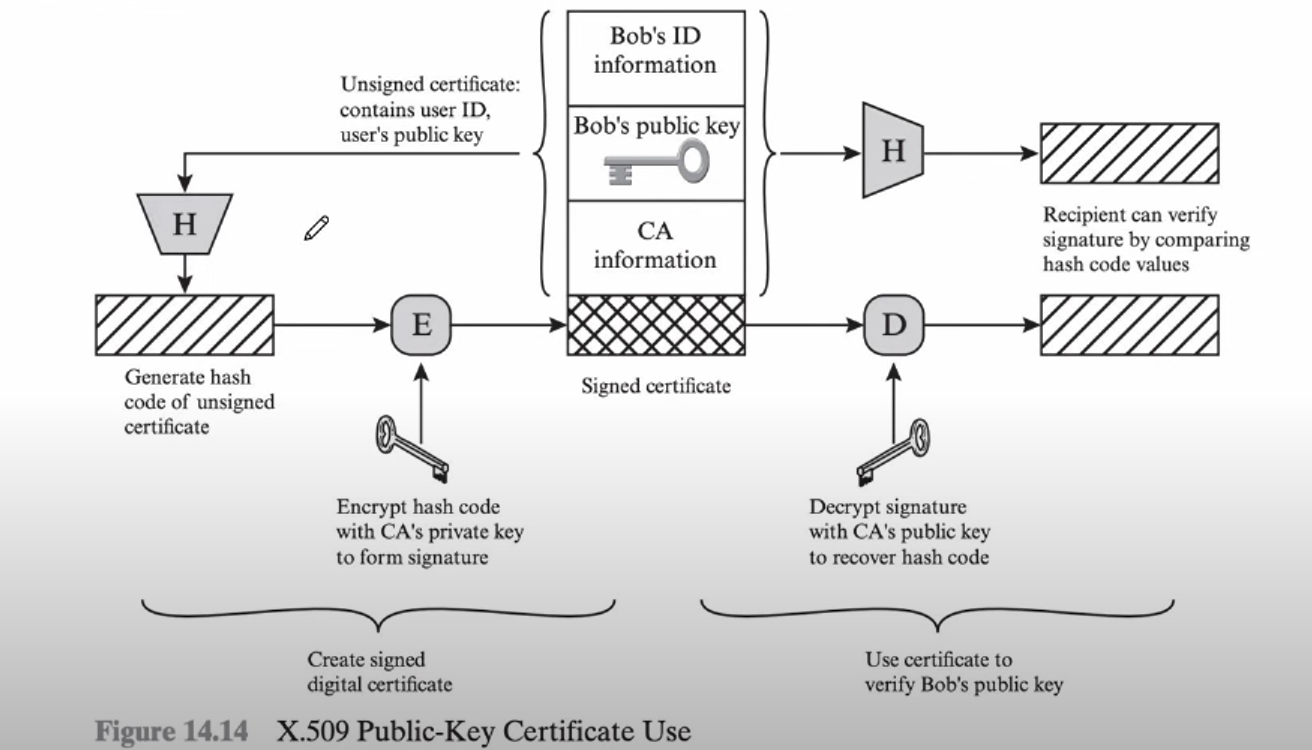 Bob's ID
information
Unsigned certificate:
contains user ID,
user's public key
Bob's public key
H
H
CA
information
Recipient can verify
signature by comparing
hash code values
E
D
Generate hash
code of unsigned
certificate
Signed certificate
Encrypt hash code
with CA's private key
to form signature
Decrypt signature
with CA's public key
to recover hash code
Create signed
digital certificate
Use certificate to
verify Bob's public key
Figure 14.14 X.509 Public-Key Certificate Use